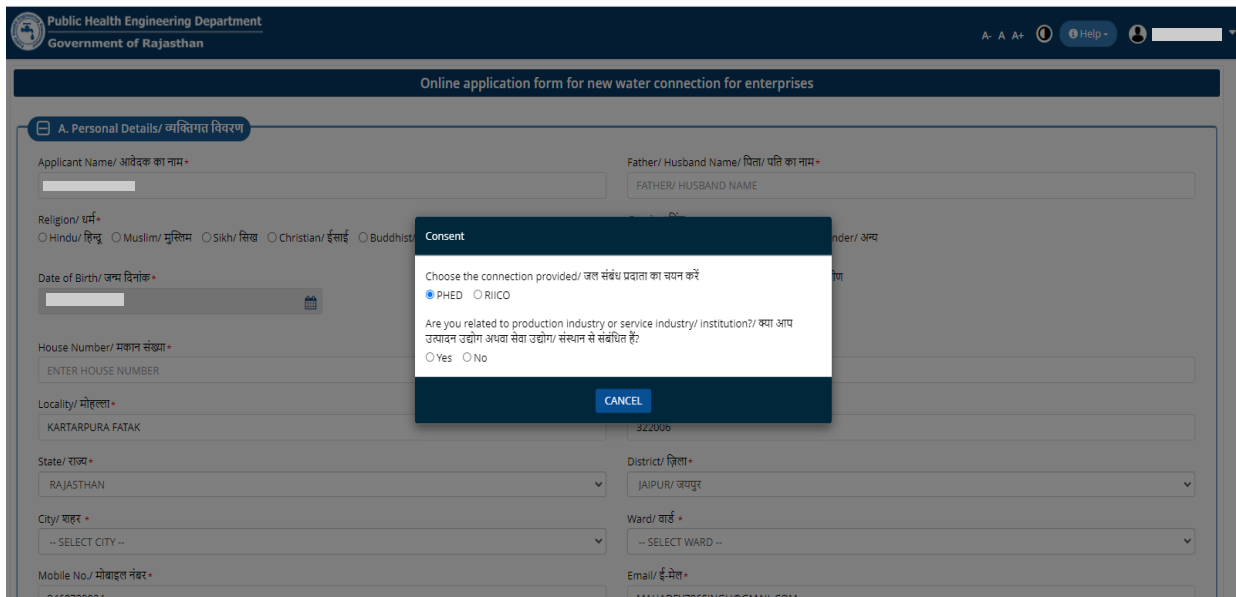 Public Health Engineering Department
Government of Rajasthan
A- A A+ Help
Online application form for new water connection for enterprises
A. Personal Details/ व्यक्तिगत विवरण
Applicant Name/ आवेदक का नाम* Father/ Husband Name/ पिता/ पति का नाम*
FATHER/ HUSBAND NAME
Religion/ धर्म*
Hindu/ हिन्दू Muslim/ मुस्लिम Sikh/ सिख Christian/ ईसाई Buddhist/ nder/ अन्य
Consent
Date of Birth/ जन्म दिनांक*
Choose the connection provided/ जल संबंध प्रदाता का चयन करें
PHED RIICO
Are you related to production industry or service industry/ institution?/ क्या आप
उत्पादन उद्योग अथवा सेवा उद्योग/ संस्थान से संबंधित हैं?
Yes No
CANCEL
House Number/ मकान संख्या*
ENTER HOUSE NUMBER
Locality/ मोहल्ला*
KARTARPURA FATAK 322006
State/ राज्य* District/ ज़िला*
RAJASTHAN JAIPUR/ जयपुर
City/ शहर * Ward/ वार्ड *
-- SELECT CITY -- -- SELECT WARD --
Mobile No./ मोबाइल नंबर* Email/ ई-मेल*